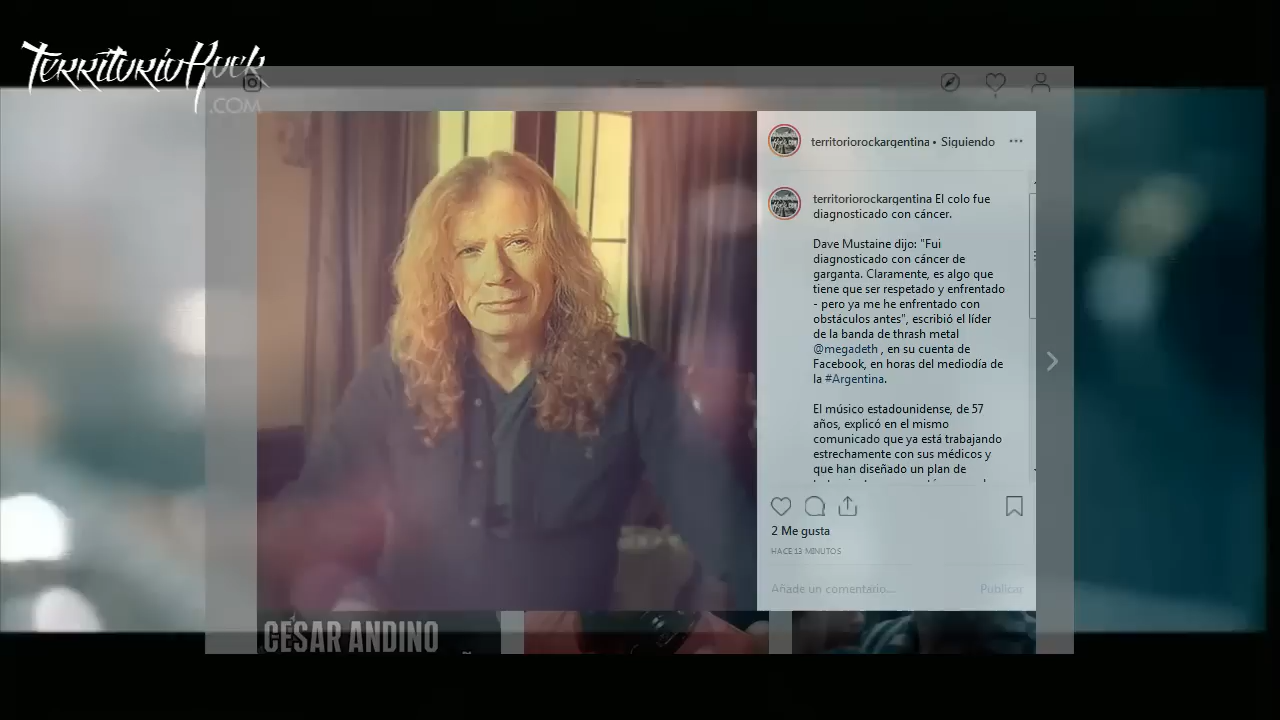 TerritorioRock
.COM
territoriorockargentina • Siguiendo
territoriorockargentina El colo fue
diagnosticado con cáncer.
Dave Mustaine dijo: "Fui
diagnosticado con cáncer de
garganta. Claramente, es algo que
tiene que ser respetado y enfrentado
- pero ya me he enfrentado con
obstáculos antes", escribió el líder
de la banda de thrash metal
@megadeth , en su cuenta de
Facebook, en horas del mediodía de
la #Argentina.
El músico estadounidense, de 57
años, explicó en el mismo
comunicado que ya está trabajando
estrechamente con sus médicos y
que han diseñado un plan de
2 Me gusta
HACE 13 MINUTOS
Añade un comentario...
Publicar
CESAR ANDINO